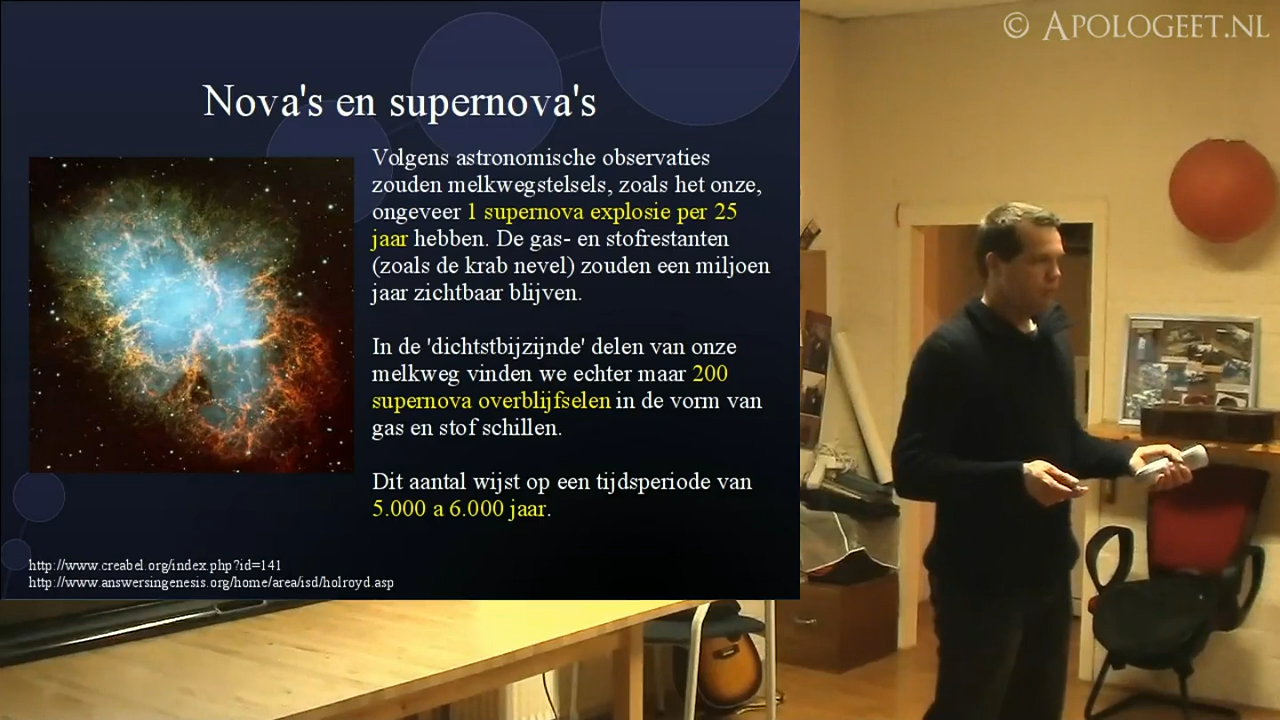 © APOLOGEET.NL
Nova's en supernova's
Volgens astronomische observaties
zouden melkwegstelsels, zoals het onze,
ongeveer 1 supernova explosie per 25
jaar hebben. De gas- en stofrestanten
(zoals de krab nevel) zouden een miljoen
jaar zichtbaar blijven.
In de 'dichtstbijzijnde' delen van onze
melkweg vinden we echter maar 200
supernova overblijfselen in de vorm van
gas en stof schillen.
Dit aantal wijst op een tijdsperiode van
5.000 a 6.000 jaar.
http://www.creabel.org/index.php?id=141
http://www.answersingenesis.org/home/area/isd/holroyd.asp